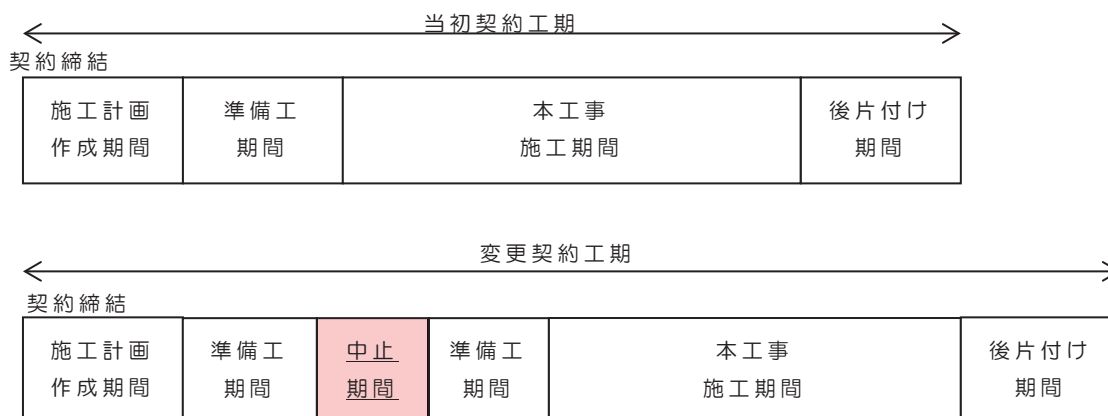 当初契約工期
契約締結
施工計画
作成期間
準備工
期間
本工事
施工期間
後片付け
期間
変更契約工期
契約締結
施工計画
作成期間
準備工
期間
中止
期間
準備工
期間
本工事
施工期間
後片付け
期間